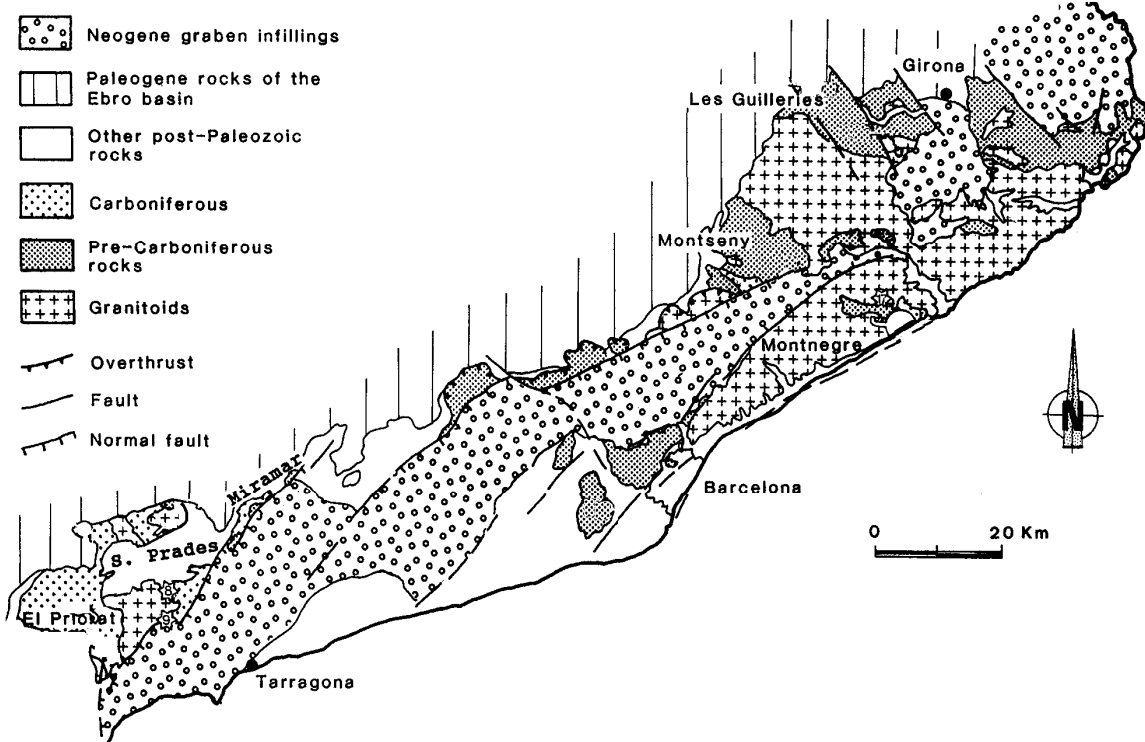 Neogene graben infillings
Paleogene rocks of the
Ebro basin
Other post-Paleozoic
rocks
Carboniferous
Pre-Carboniferous
rocks
Granitoids
Overthrust
Fault
Normal fault
Girona
Les Guilleries
Montseny
Montnegre
Barcelona
Miramar
S. Prades
El Priorat
Tarragona
N
0 20 Km